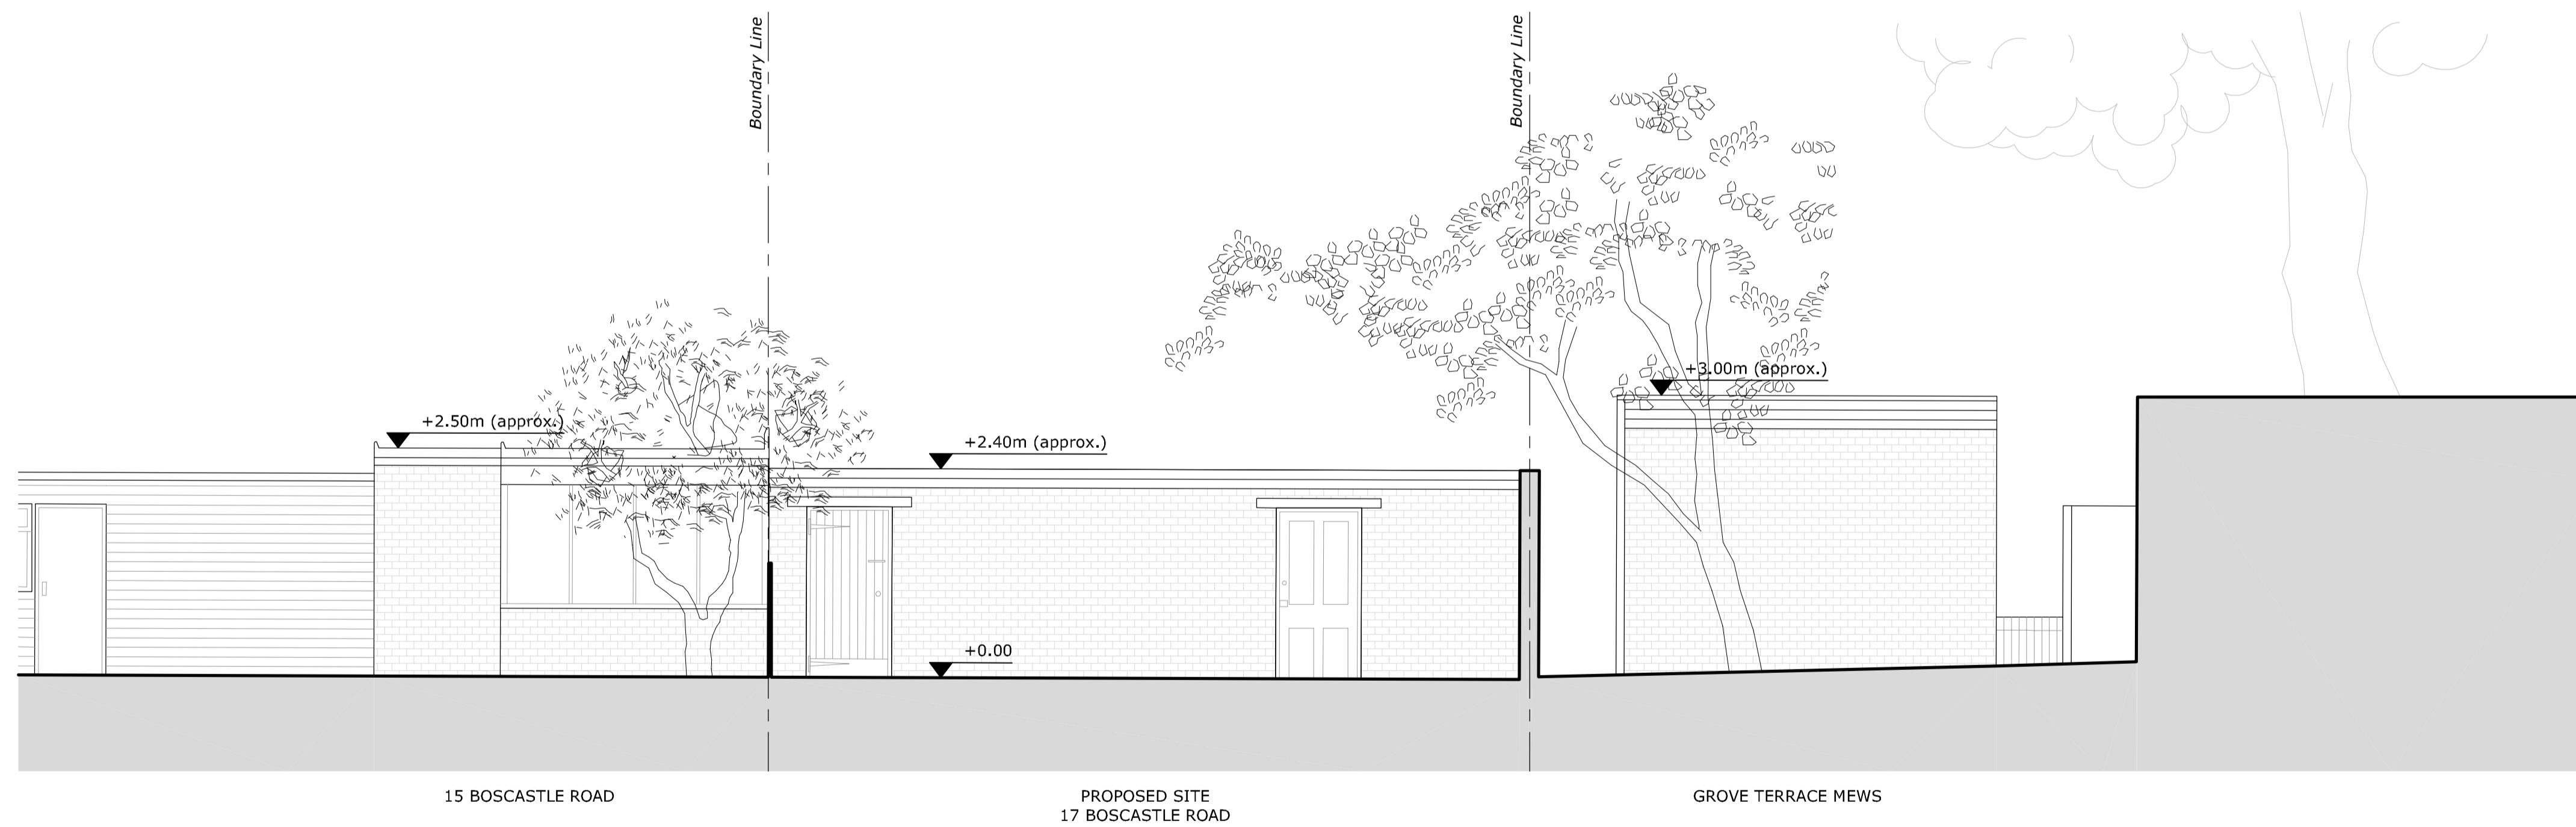 Boundary Line
Boundary Line
+3.00m (approx.)
+2.50m (approx.)
+2.40m (approx.)
+0.00
15 BOSCASTLE ROAD
PROPOSED SITE
17 BOSCASTLE ROAD
GROVE TERRACE MEWS